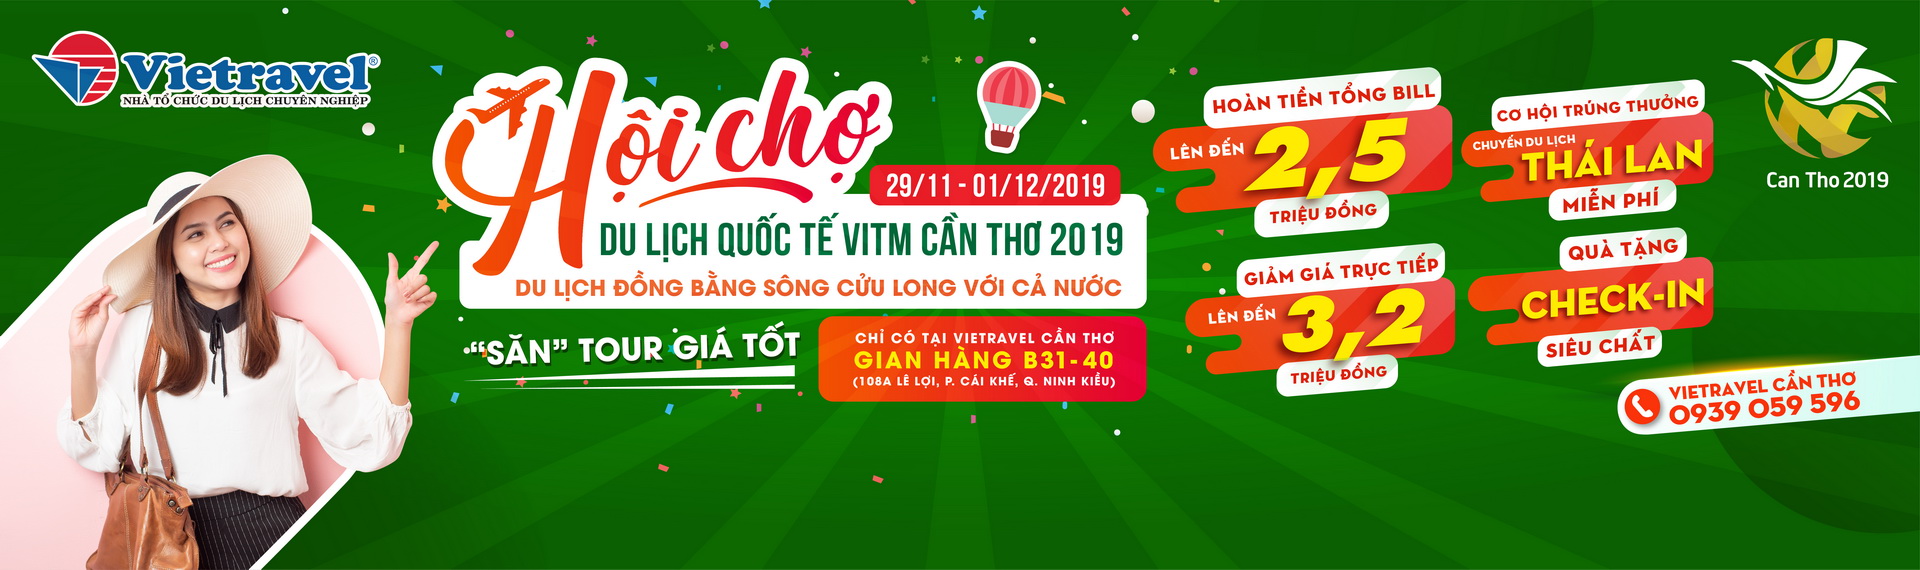 Vietravel®
NHÀ TỔ CHỨC DU LỊCH CHUYÊN NGHIỆP
Hội chợ
29/11 - 01/12/2019
DU LỊCH QUỐC TẾ VITM CẦN THƠ 2019
DU LỊCH ĐỒNG BẰNG SÔNG CỬU LONG VỚI CẢ NƯỚC
“SĂN” TOUR GIÁ TỐT
CHỈ CÓ TẠI VIETRAVEL CẦN THƠ
GIAN HÀNG B31-40
(108A LÊ LỢI, P. CÁI KHẾ, Q. NINH KIỀU)
HOÀN TIỀN TỔNG BILL
LÊN ĐẾN 2,5
TRIỆU ĐỒNG
GIẢM GIÁ TRỰC TIẾP
LÊN ĐẾN 3,2
TRIỆU ĐỒNG
CƠ HỘI TRÚNG THƯỞNG
CHUYẾN DU LỊCH
THÁI LAN
MIỄN PHÍ
QUÀ TẶNG
CHECK-IN
SIÊU CHẤT
Can Tho 2019
VIETRAVEL CẦN THƠ
0939 059 596